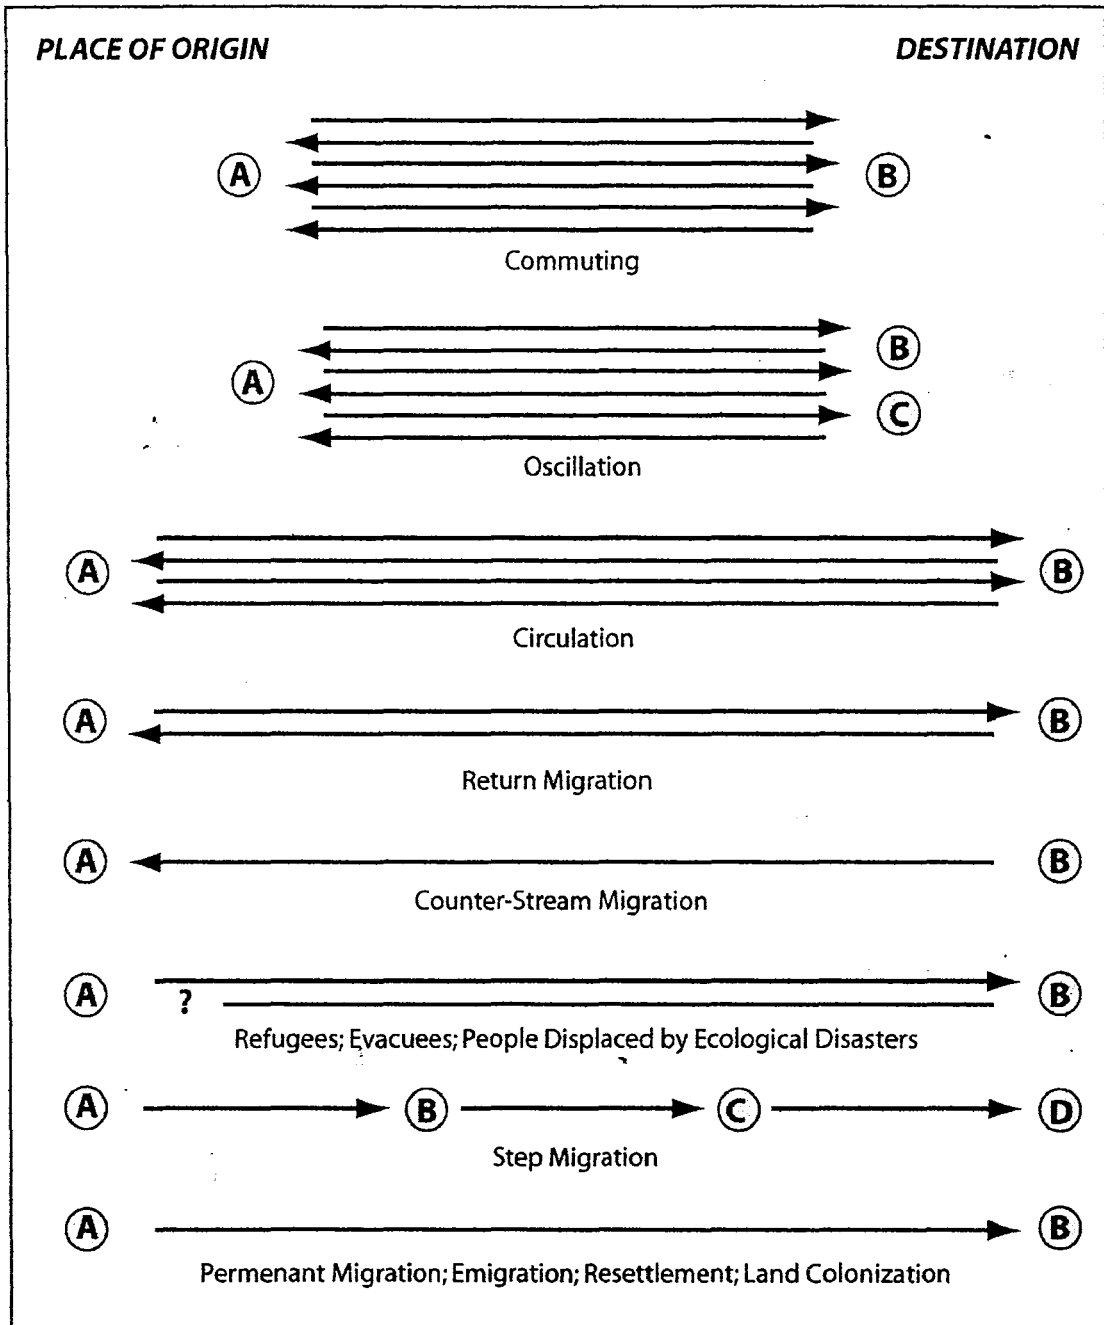 PLACE OF ORIGIN DESTINATION
A B
Commuting
B
A
C
Oscillation
A B
Circulation
A B
Return Migration
A B
Counter-Stream Migration
A B
?
Refugees; Evacuees; People Displaced by Ecological Disasters
A B C D
Step Migration
A B
Permenant Migration; Emigration; Resettlement; Land Colonization